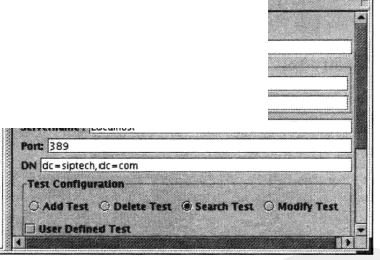 Port: 389
DN dc=siptech,dc=com
Test Configuration
Add Test Delete Test Search Test Modify Test
User Defined Test